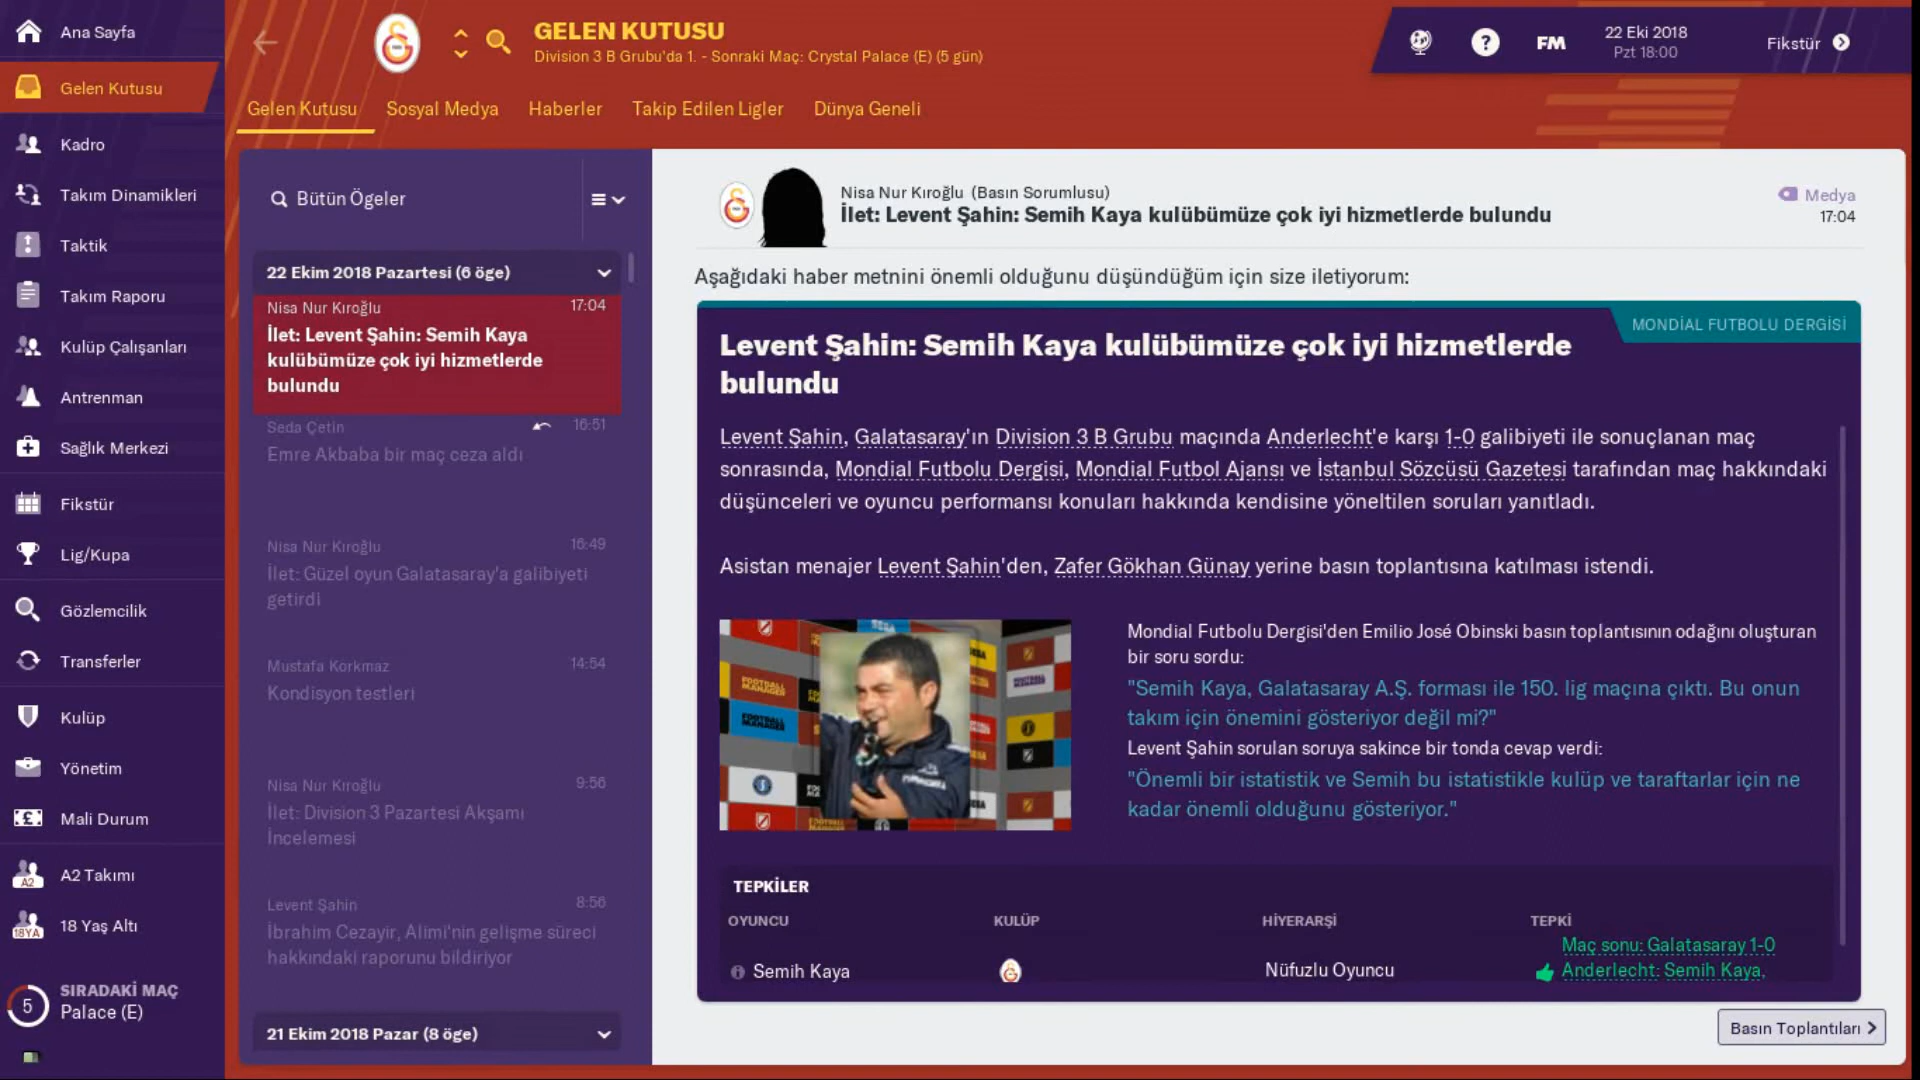 Ana Sayfa
Gelen Kutusu
Kadro
Takım Dinamikleri
Taktik
Takım Raporu
Kulüp Çalışanları
Antrenman
Sağlık Merkezi
Fikstür
Lig/Kupa
Gözlemcilik
Transferler
Kulüp
Yönetim
Mali Durum
A2
A2 Takımı
18YA
18 Yaş Altı
5
SIRADAKİ MAÇ
Palace (E)
GELEN KUTUSU
Division 3 B Grubu'da 1. - Sonraki Maç: Crystal Palace (E) (5 gün)
?
FM
22 Eki 2018
Pzt 18:00
Fikstür
Gelen Kutusu
Sosyal Medya
Haberler
Takip Edilen Ligler
Dünya Geneli
Bütün Ögeler
22 Ekim 2018 Pazartesi (6 öge)
Nisa Nur Kıroğlu 17:04
İlet: Levent Şahin: Semih Kaya
kulübümüze çok iyi hizmetlerde
bulundu
Seda Çetin 16:51
Emre Akbaba bir maç ceza aldı
Nisa Nur Kıroğlu 16:49
İlet: Güzel oyun Galatasaray'a galibiyeti
getirdi
Mustafa Korkmaz 14:54
Kondisyon testleri
Nisa Nur Kıroğlu 9:56
İlet: Division 3 Pazartesi Akşamı
İncelemesi
Levent Şahin 8:56
İbrahim Cezayir, Alimi'nin gelişme süreci
hakkındaki raporunu bildiriyor
21 Ekim 2018 Pazar (8 öge)
Nisa Nur Kıroğlu (Basın Sorumlusu)
İlet: Levent Şahin: Semih Kaya kulübümüze çok iyi hizmetlerde bulundu
Medya
17:04
Aşağıdaki haber metnini önemli olduğunu düşündüğüm için size iletiyorum:
MONDİAL FUTBOLU DERGİSİ
Levent Şahin: Semih Kaya kulübümüze çok iyi hizmetlerde
bulundu
Levent Şahin, Galatasaray'ın Division 3 B Grubu maçında Anderlecht'e karşı 1-0 galibiyeti ile sonuçlanan maç
sonrasında, Mondial Futbolu Dergisi, Mondial Futbol Ajansı ve İstanbul Sözcüsü Gazetesi tarafından maç hakkındaki
düşünceleri ve oyuncu performansı konuları hakkında kendisine yöneltilen soruları yanıtladı.
Asistan menajer Levent Şahin'den, Zafer Gökhan Günay yerine basın toplantısına katılması istendi.
Mondial Futbolu Dergisi'den Emilio José Obinski basın toplantısının odağını oluşturan
bir soru sordu:
"Semih Kaya, Galatasaray A.Ş. forması ile 150. lig maçına çıktı. Bu onun
takım için önemini gösteriyor değil mi?"
Levent Şahin sorulan soruya sakince bir tonda cevap verdi:
"Önemli bir istatistik ve Semih bu istatistikle kulüp ve taraftarlar için ne
kadar önemli olduğunu gösteriyor."
FOOTBALL
MANAGER
SEGA
TEPKİLER
OYUNCU KULÜP HİYERARŞİ TEPKİ
Semih Kaya
Nüfuzlu Oyuncu
Maç sonu: Galatasaray 1-0
Anderlecht: Semih Kaya,
Basın Toplantıları